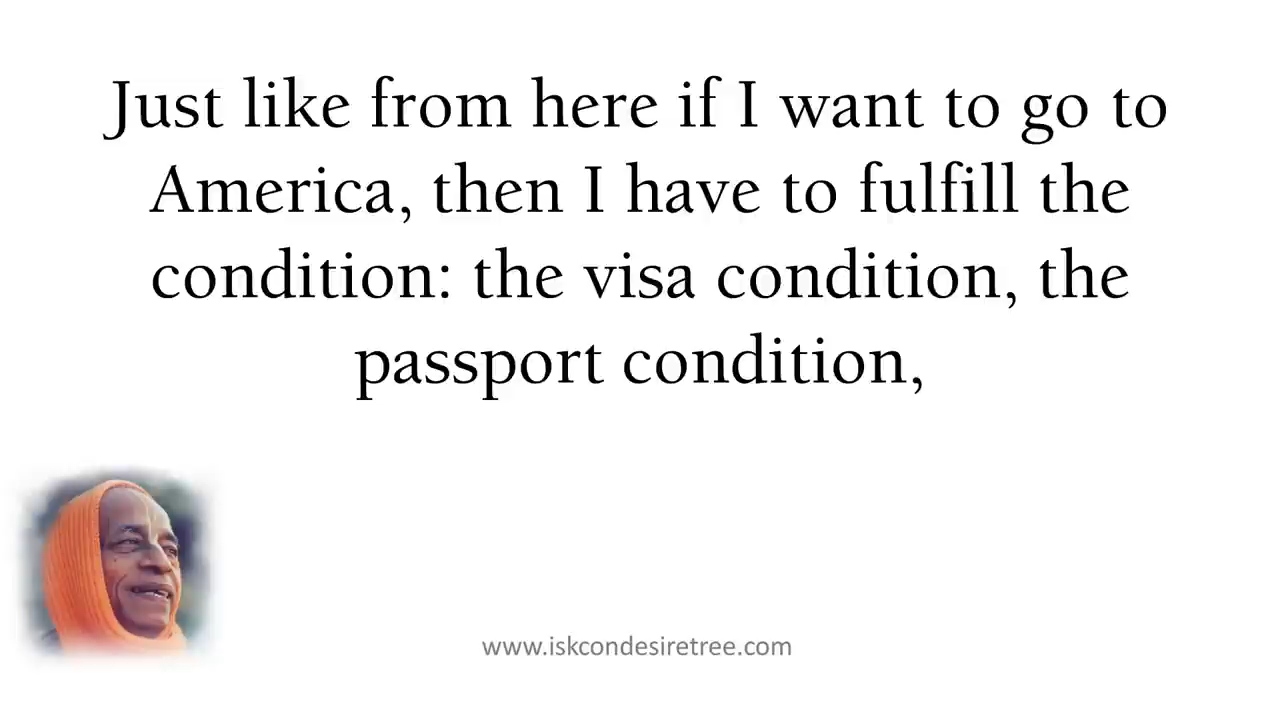 Just like from here if I want to go to
America, then I have to fulfill the
condition: the visa condition, the
passport condition,
www.iskcondesiretree.com